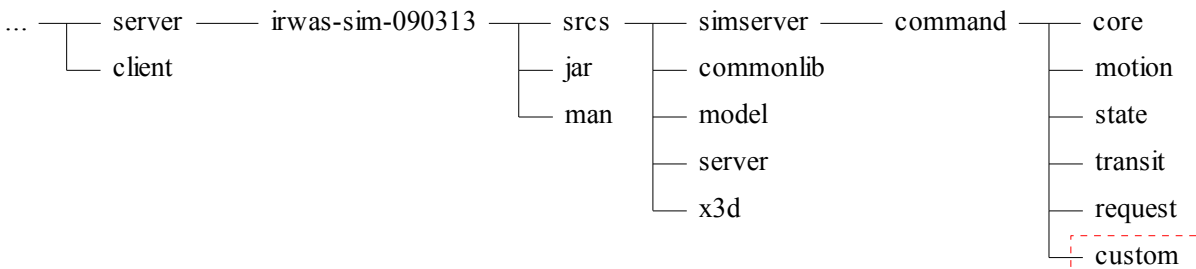 ... server irwas-sim-090313 srcs simserver command core
client jar commonlib motion
man model state
server transit
x3d request
custom